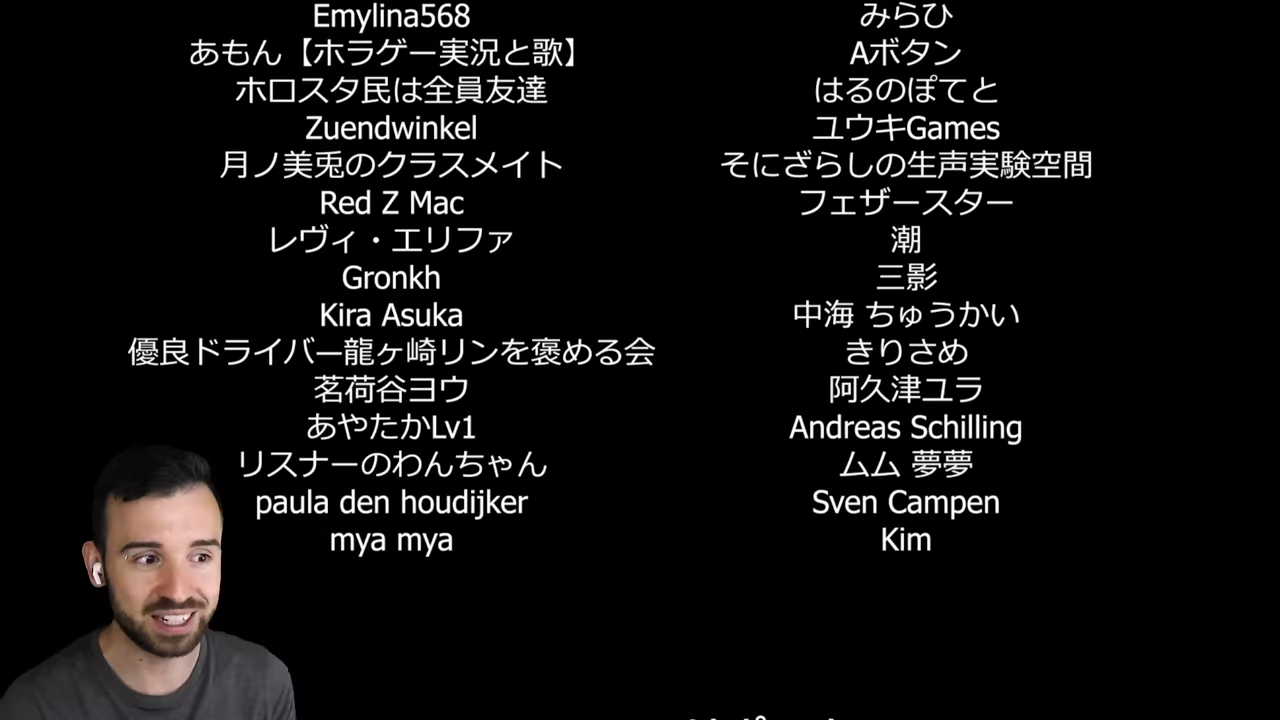 Emylina568
みらひ
あもん【ホラゲー実況と歌】
Aボタン
ホロスタ民は全員友達
はるのぽてと
Zuendwinkel
ユウキGames
月ノ美兎のクラスメイト
そにざらしの生声実験空間
Red Z Mac
フェザースター
レヴィ・エリファ
潮
Gronkh
三影
Kira Asuka
中海 ちゅうかい
優良ドライバー龍ヶ崎リンを褒める会
きりさめ
茗荷谷ヨウ
阿久津ユラ
あやたかLv1
Andreas Schilling
リスナーのわんちゃん
ムム 夢夢
paula den houdijker
Sven Campen
mya mya
Kim